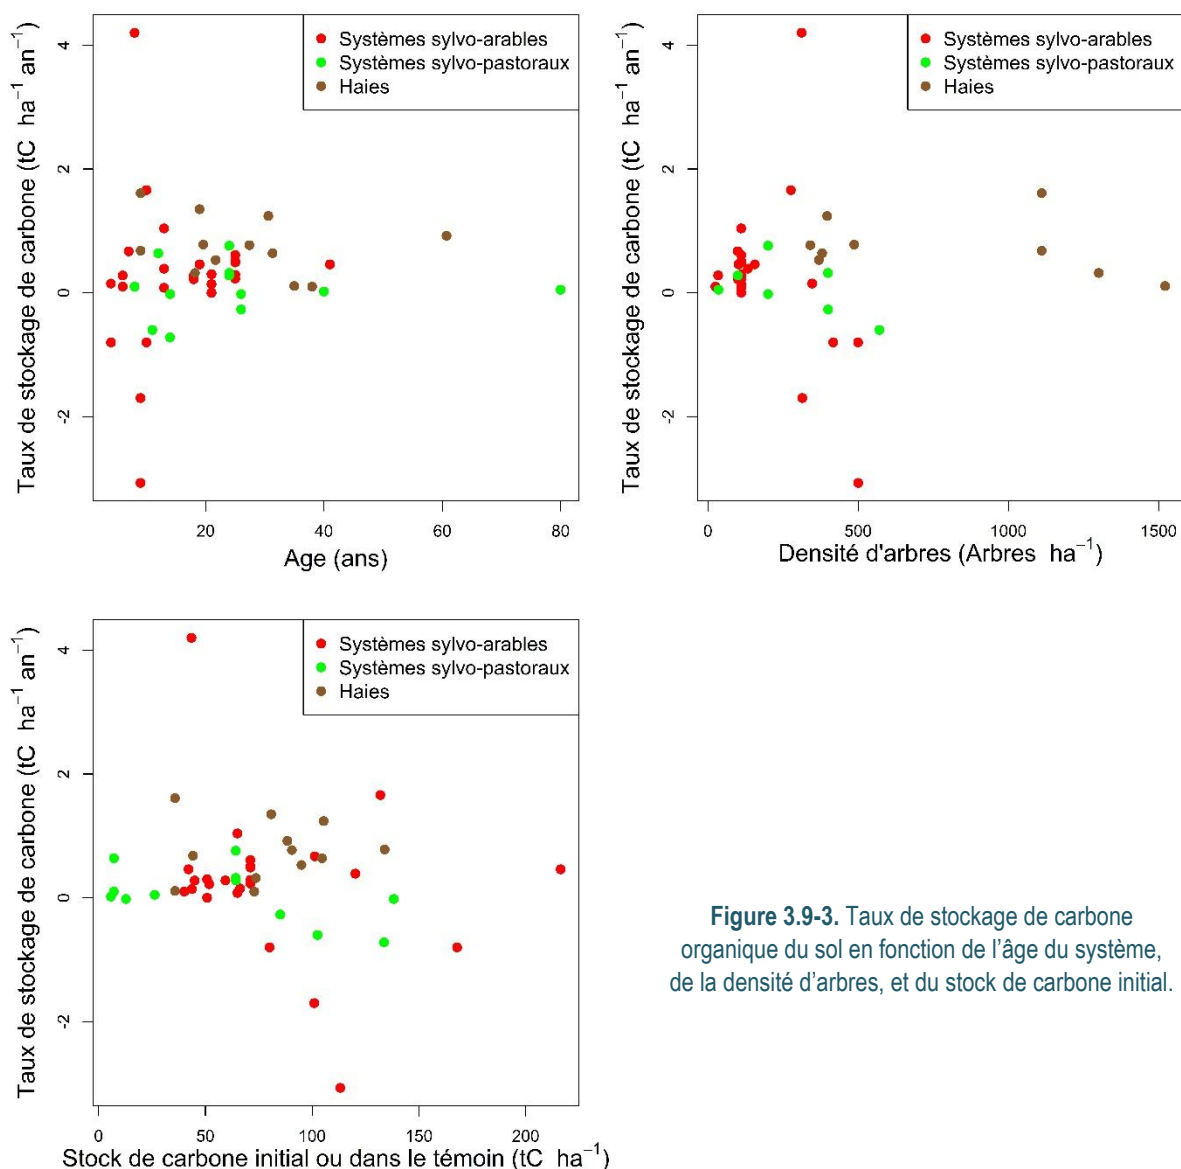 Taux de stockage de carbone (tC ha⁻¹ an⁻¹)
4
2
0
-2
Systèmes sylvo-arables
Systèmes sylvo-pastoraux
Haies
20
40
60
80
Age (ans)
Taux de stockage de carbone (tC ha⁻¹ an⁻¹)
4
2
0
-2
Systèmes sylvo-arables
Systèmes sylvo-pastoraux
Haies
0
500
1000
1500
Densité d'arbres (Arbres ha⁻¹)
Taux de stockage de carbone (tC ha⁻¹ an⁻¹)
4
2
0
-2
Systèmes sylvo-arables
Systèmes sylvo-pastoraux
Haies
0
50
100
150
200
Stock de carbone initial ou dans le témoin (tC ha⁻¹)
Figure 3.9-3. Taux de stockage de carbone
organique du sol en fonction de l’âge du système,
de la densité d’arbres, et du stock de carbone initial.